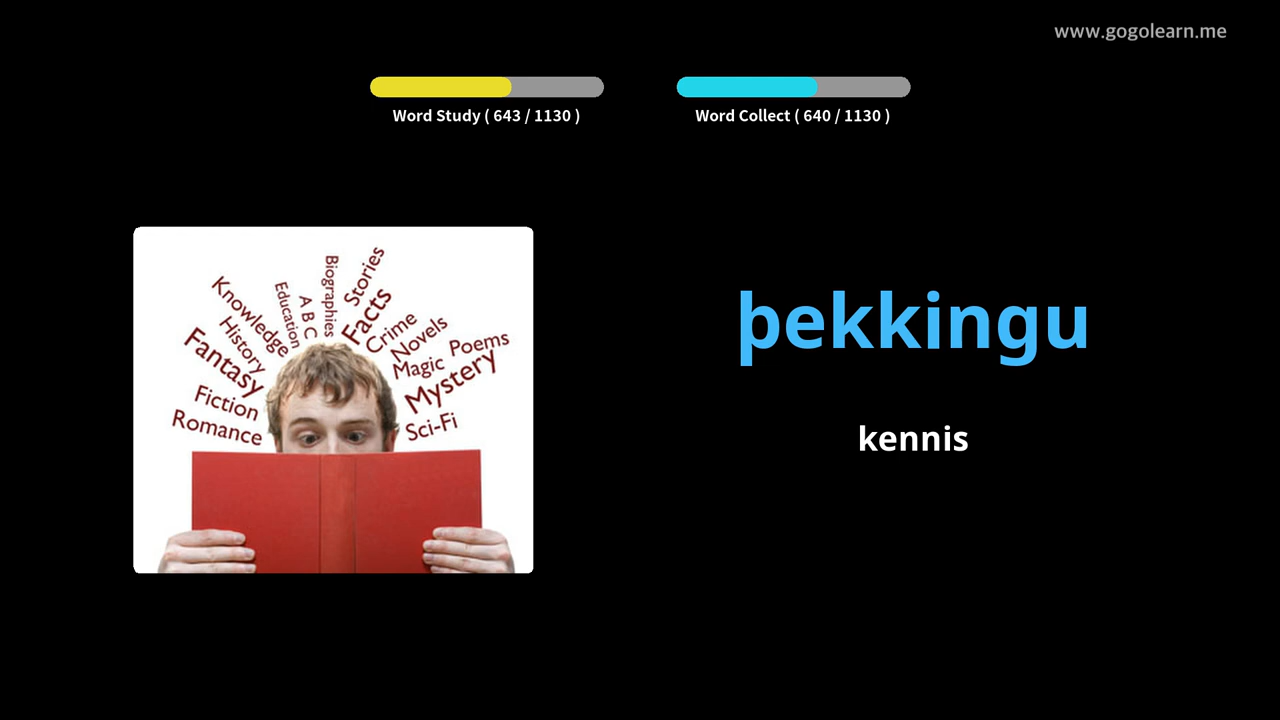 www.gogolearn.me
Word Study ( 643 / 1130 )
Word Collect ( 640 / 1130 )
Biographies
Stories
Education
A B C
Facts
Knowledge
Crime
History
Novels
Fantasy
Magic
Poems
Mystery
Fiction
Romance
Sci-Fi
þekkingu
kennis